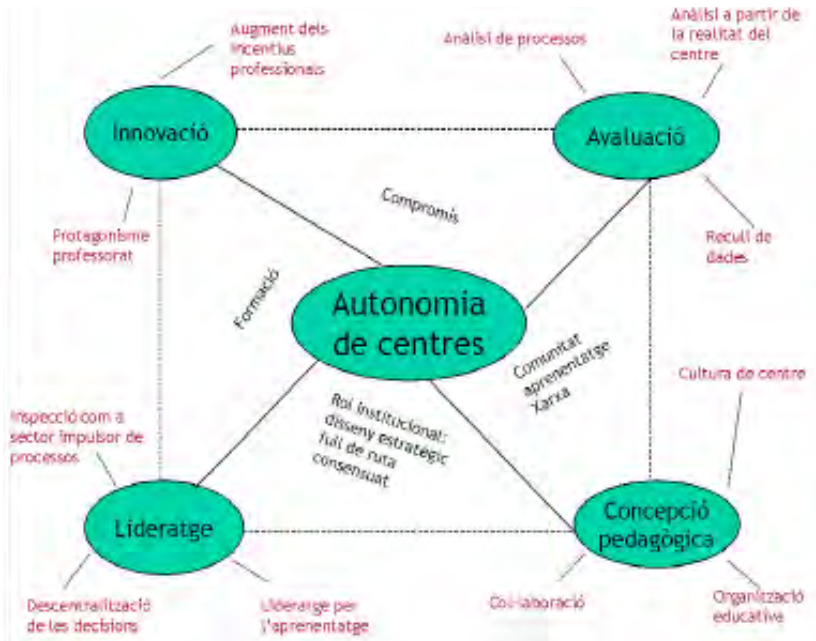 Augment dels
incentius
professionals
Anàlisi de processos
Anàlisi a partir de
la realitat del
centre
Innovació
Avaluació
Compromís
Protagonisme
professorat
Recull de
dades
Formació
Autonomia
de centres
Comunitat
aprenentatge
Xarxa
Cultura de centre
Rol institucional:
disseny estratègic
full de ruta
consensuat
Inspecció com a
sector impulsor de
processos
Lideratge
Concepció
pedagògica
Descentralització
de les decisions
Lideratge per
l'aprenentatge
Col·laboració
Organització
educativa